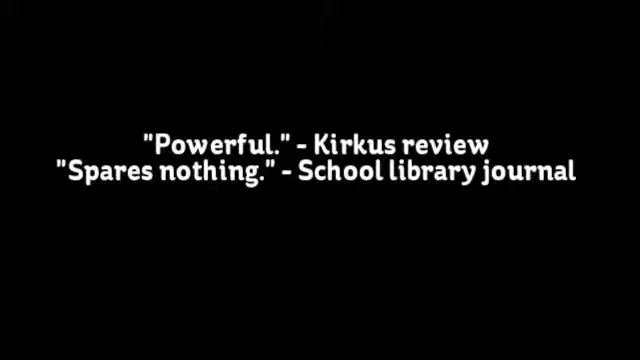 "Powerful." - Kirkus review
"Spares nothing." - School library journal